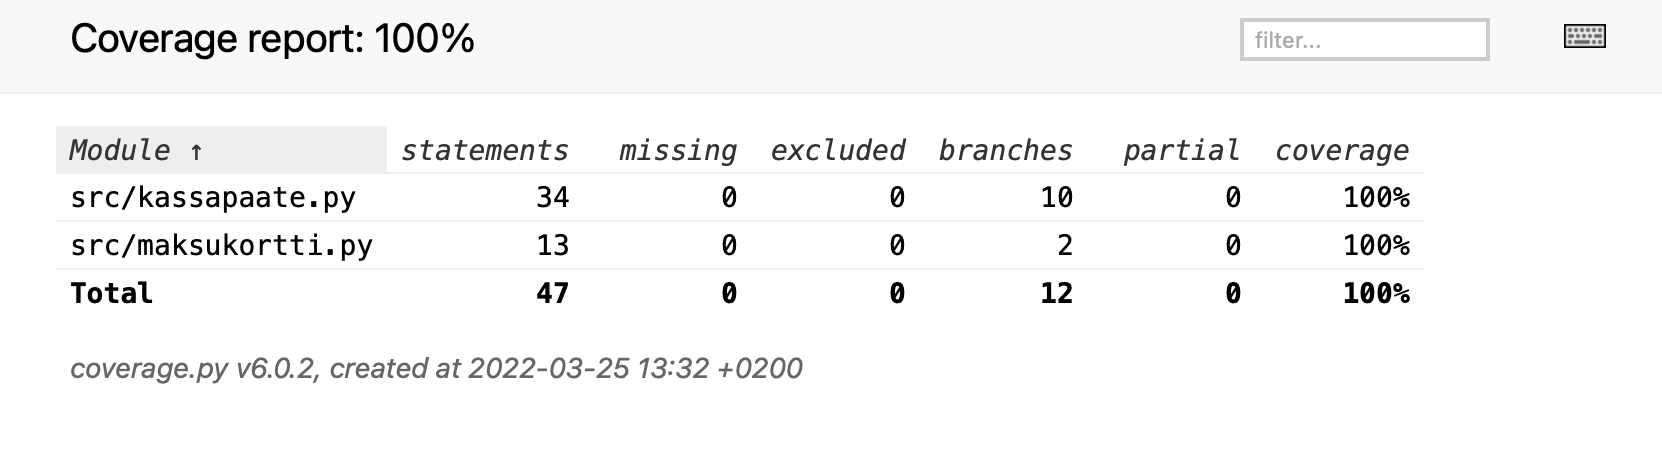 Coverage report: 100%
filter...
Module ↑ statements missing excluded branches partial coverage
src/kassapaate.py 34 0 0 10 0 100%
src/maksukortti.py 13 0 0 2 0 100%
Total 47 0 0 12 0 100%
coverage.py v6.0.2, created at 2022-03-25 13:32 +0200